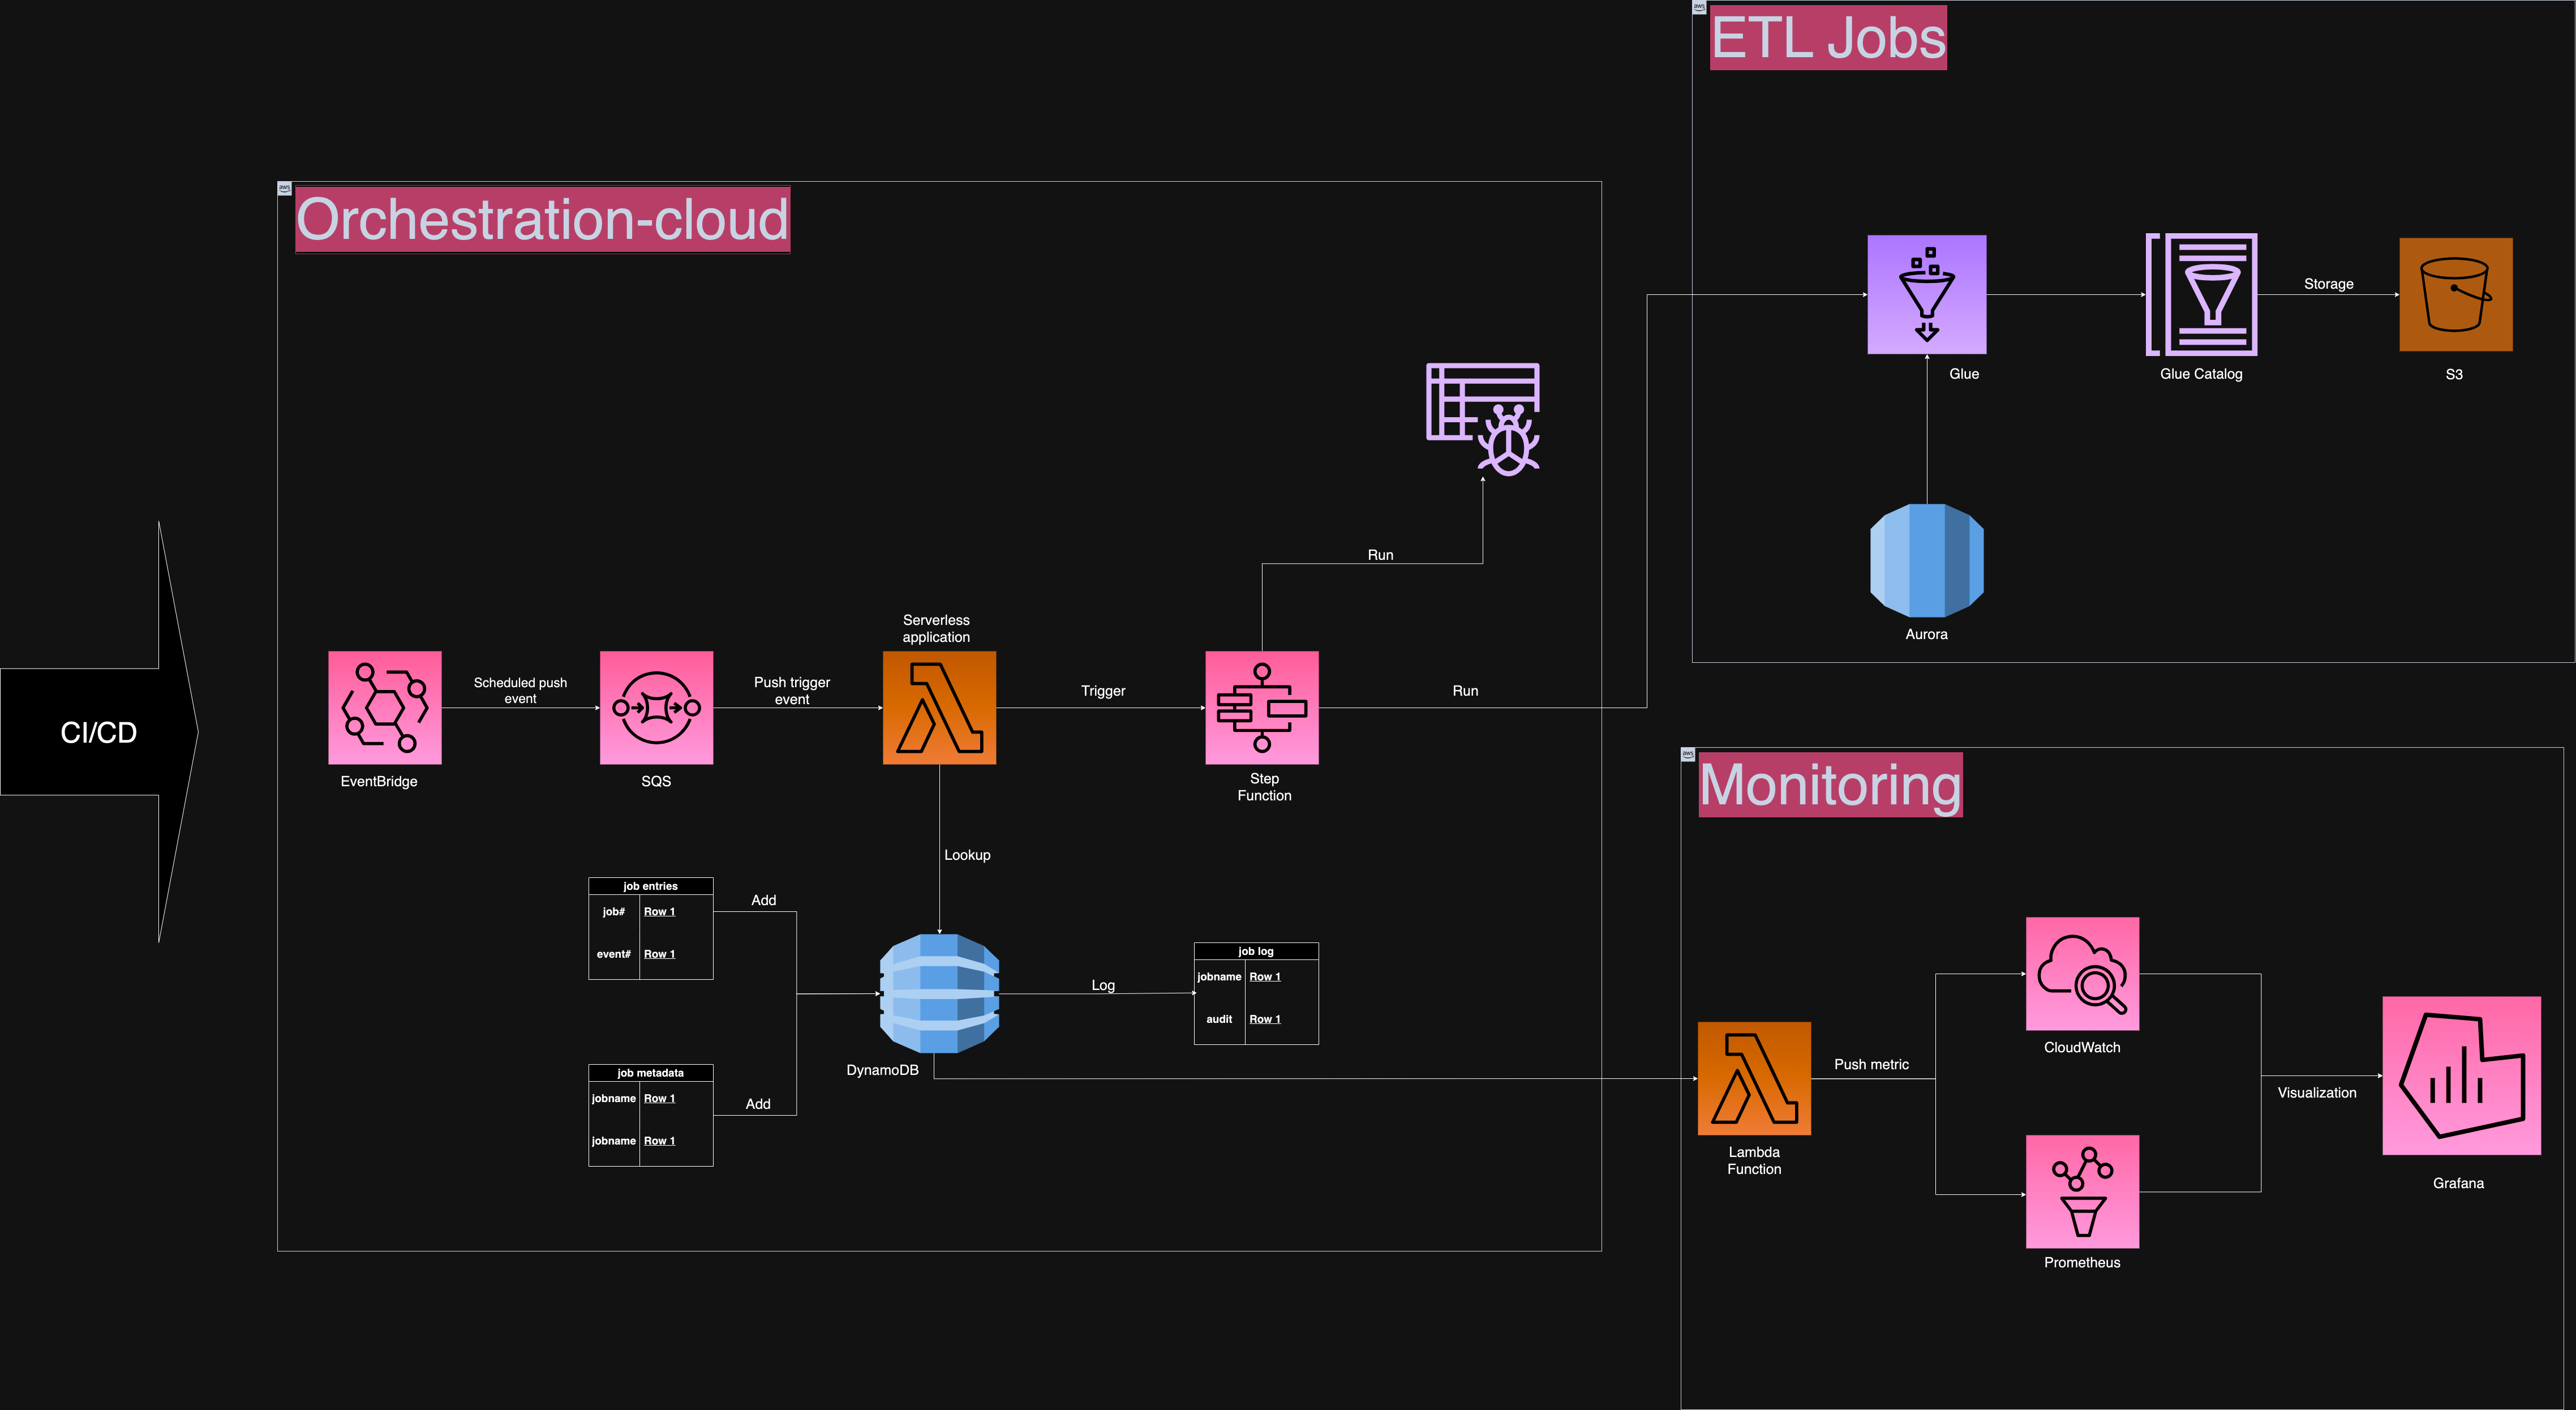 aws
ETL Jobs
aws
Orchestration-cloud
Storage
Glue
Glue Catalog
S3
Run
Aurora
Serverless
application
Scheduled push
event
Push trigger
event
Trigger
Run
CI/CD
EventBridge
SQS
Step
Function
aws
Monitoring
Lookup
job entries
job#
Row 1
event#
Row 1
Add
job log
jobname
Row 1
audit
Row 1
Log
DynamoDB
job metadata
jobname
Row 1
jobname
Row 1
Add
CloudWatch
Push metric
Visualization
Lambda
Function
Grafana
Prometheus